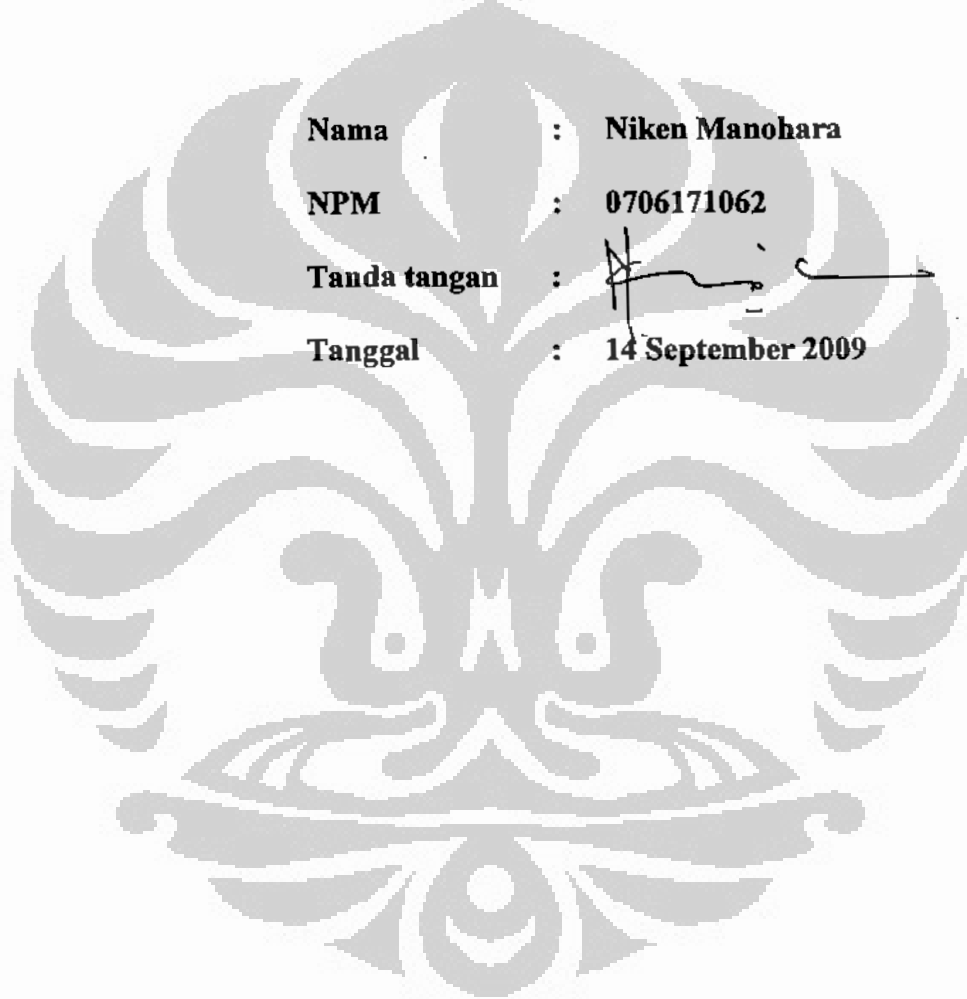 Nama : Niken Manohara
NPM : 0706171062
Tanda tangan :
Tanggal : 14 September 2009